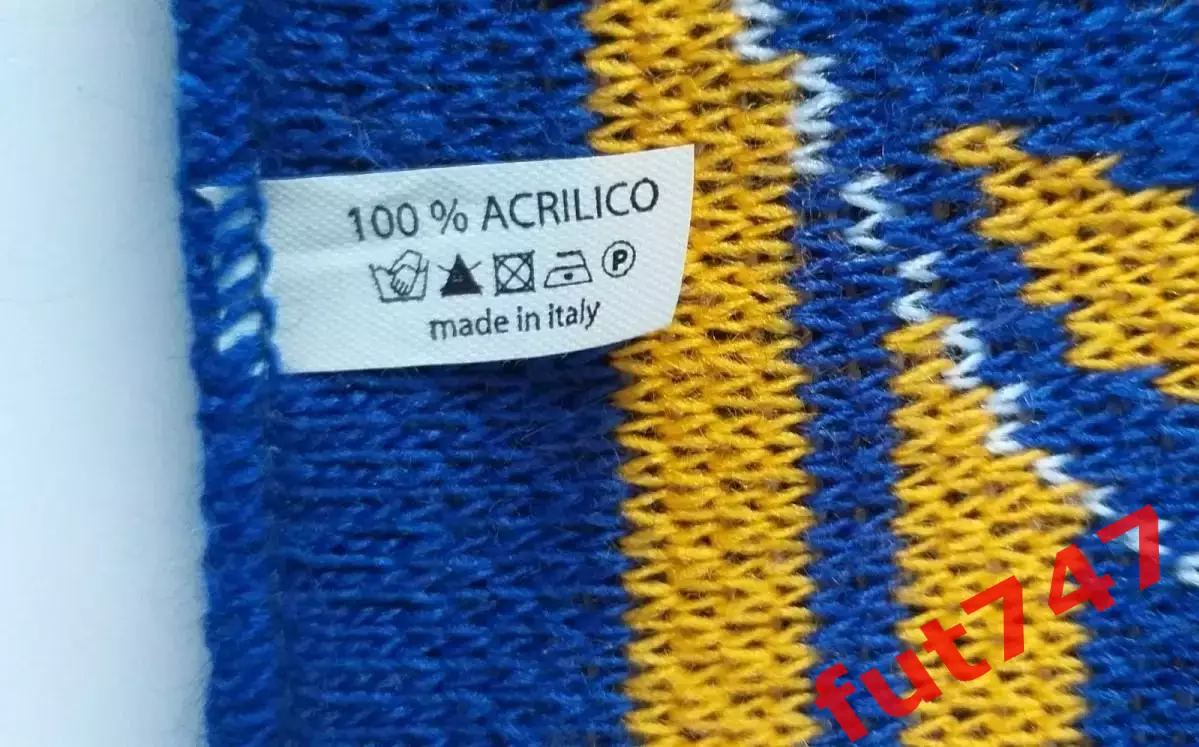 100 % ACRILICO
P
made in italy
fut747